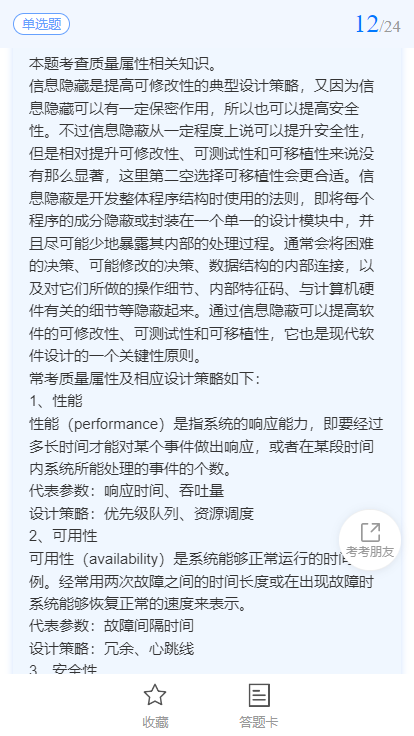 单选题
12/24
本题考查质量属性相关知识。
信息隐藏是提高可修改性的典型设计策略，又因为信
息隐藏可以有一定保密作用，所以也可以提高安全
性。不过信息隐蔽从一定程度上说可以提升安全性，
但是相对提升可修改性、可测试性和可移植性来说没
有那么显著，这里第二空选择可移植性会更合适。信
息隐蔽是开发整体程序结构时使用的法则，即将每个
程序的成分隐蔽或封装在一个单一的设计模块中，并
且尽可能少地暴露其内部的处理过程。通常会将困难
的决策、可能修改的决策、数据结构的内部连接，以
及对它们所做的操作细节、内部特征码、与计算机硬
件有关的细节等隐蔽起来。通过信息隐蔽可以提高软
件的可修改性、可测试性和可移植性，它也是现代软
件设计的一个关键性原则。
常考质量属性及相应设计策略如下：
1、性能
性能（performance）是指系统的响应能力，即要经过
多长时间才能对某个事件做出响应，或者在某段时间
内系统所能处理的事件的个数。
代表参数：响应时间、吞吐量
设计策略：优先级队列、资源调度
2、可用性
可用性（availability）是系统能够正常运行的时间
例。经常用两次故障之间的时间长度或在出现故障时
系统能够恢复正常的速度来表示。
代表参数：故障间隔时间
设计策略：冗余、心跳线
3、安全性
考考朋友
收藏
答题卡